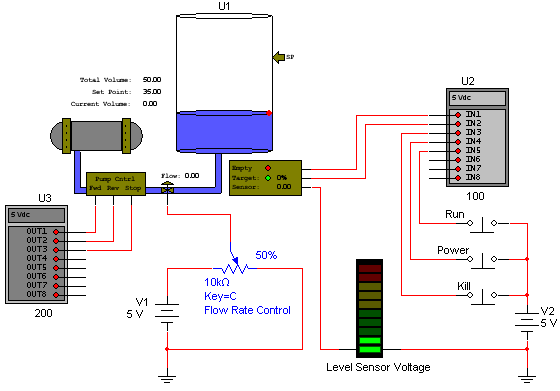 U1
SP
Total Volume: 50.00
Set Point: 35.00
Current Volume: 0.00
U2
5 Vdc
IN1
IN2
IN3
IN4
IN5
IN6
IN7
IN8
100
Empty
Target: 0%
Sensor: 0.00
Flow: 0.00
Pump Cntrl
Fwd Rev Stop
U3
5 Vdc
OUT1
OUT2
OUT3
OUT4
OUT5
OUT6
OUT7
OUT8
200
Run
Power
Kill
50%
10kΩ
Key=C
Flow Rate Control
V1
5 V
V2
5 V
Level Sensor Voltage